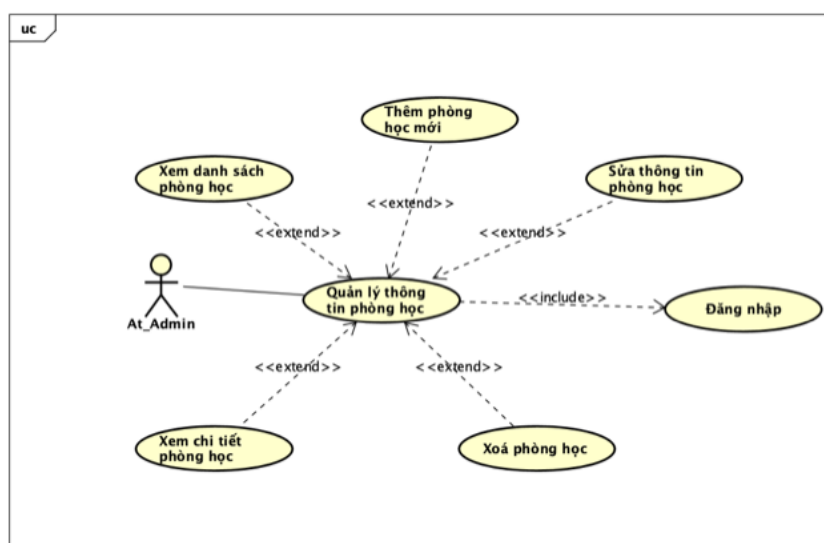 uc
Thêm phòng
học mới
Xem danh sách
phòng học
Sửa thông tin
phòng học
<<extend>>
<<extend>>
<<extend>>
Quản lý thông
tin phòng học
<<include>>
Đăng nhập
At_Admin
<<extend>>
<<extend>>
Xem chi tiết
phòng học
Xoá phòng học